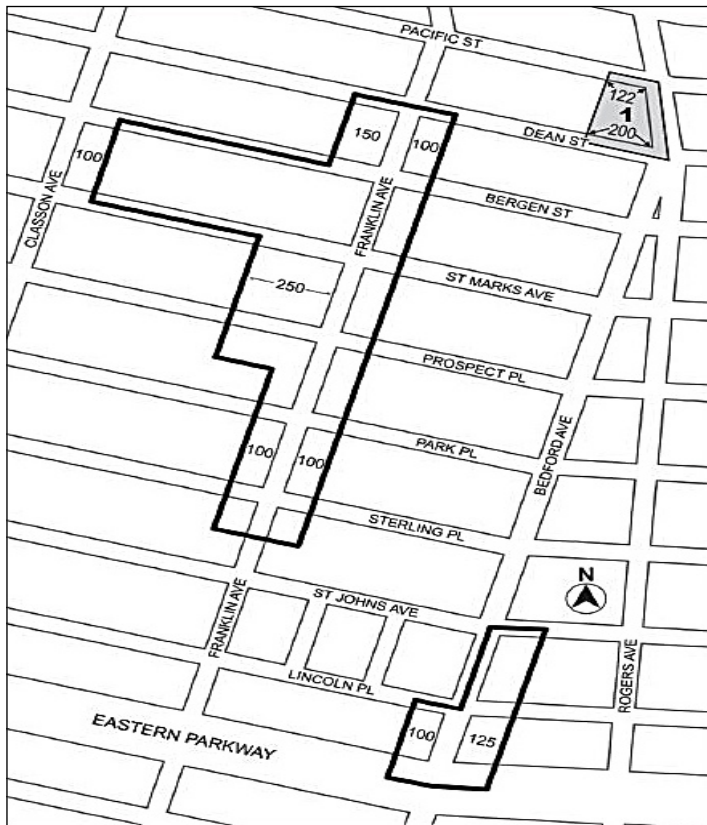 PACIFIC ST
122
1
200
150
DEAN ST
100
100
BERGEN ST
CLASSON AVE
FRANKLIN AVE
250
ST MARKS AVE
PROSPECT PL
PARK PL
100
100
BEDFORD AVE
STERLING PL
N
ST JOHNS AVE
FRANKLIN AVE
ROGERS AVE
LINCOLN PL
100
125
EASTERN PARKWAY